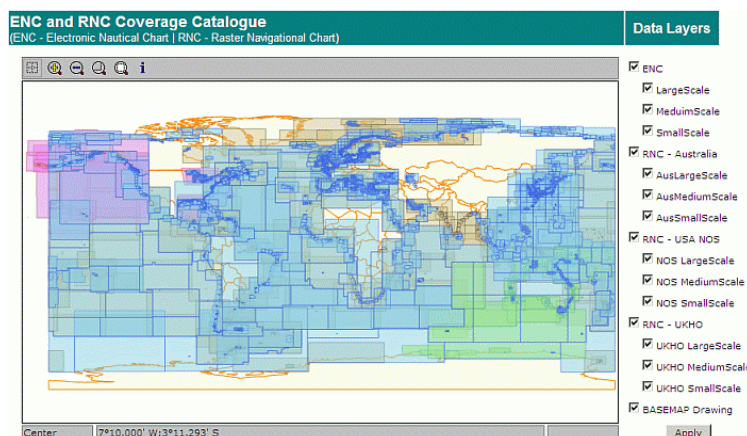 ENC and RNC Coverage Catalogue
(ENC - Electronic Nautical Chart | RNC - Raster Navigational Chart)
Data Layers
i
ENC
LargeScale
MeduimScale
SmallScale
RNC - Australia
AusLargeScale
AusMediumScale
AusSmallScale
RNC - USA NOS
NOS LargeScale
NOS MediumScale
NOS SmallScale
RNC - UKHO
UKHO LargeScale
UKHO MediumScale
UKHO SmallScale
BASEMAP Drawing
Center
7°10.000' W:3°11.293' S
Apply